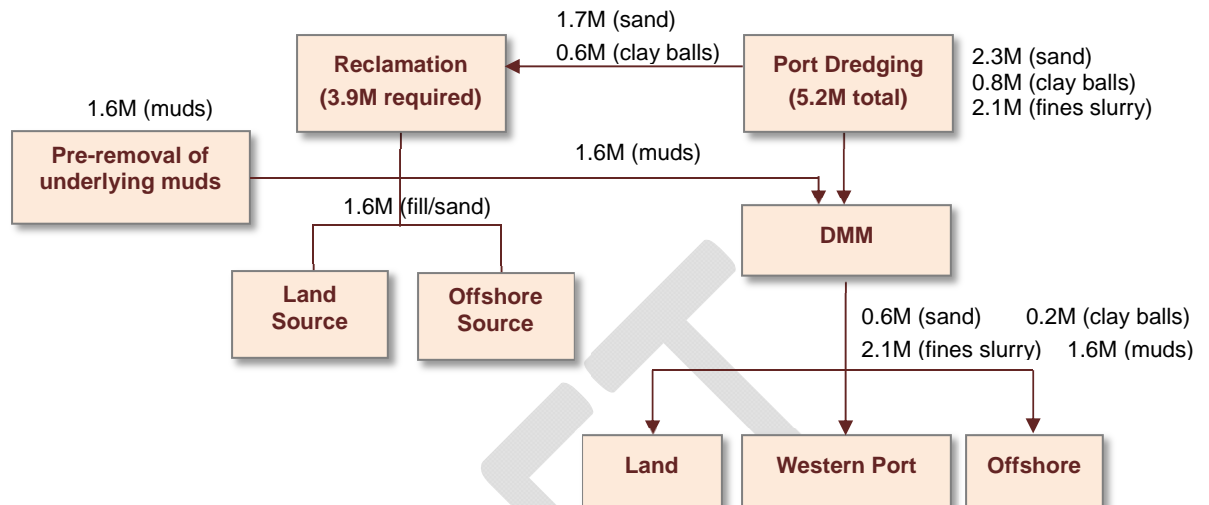 1.7M (sand)
0.6M (clay balls)
Reclamation
(3.9M required)
Port Dredging
(5.2M total)
2.3M (sand)
0.8M (clay balls)
2.1M (fines slurry)
1.6M (muds)
Pre-removal of
underlying muds
1.6M (muds)
1.6M (fill/sand)
DMM
Land
Source
Offshore
Source
0.6M (sand) 0.2M (clay balls)
2.1M (fines slurry) 1.6M (muds)
Land
Western Port
Offshore